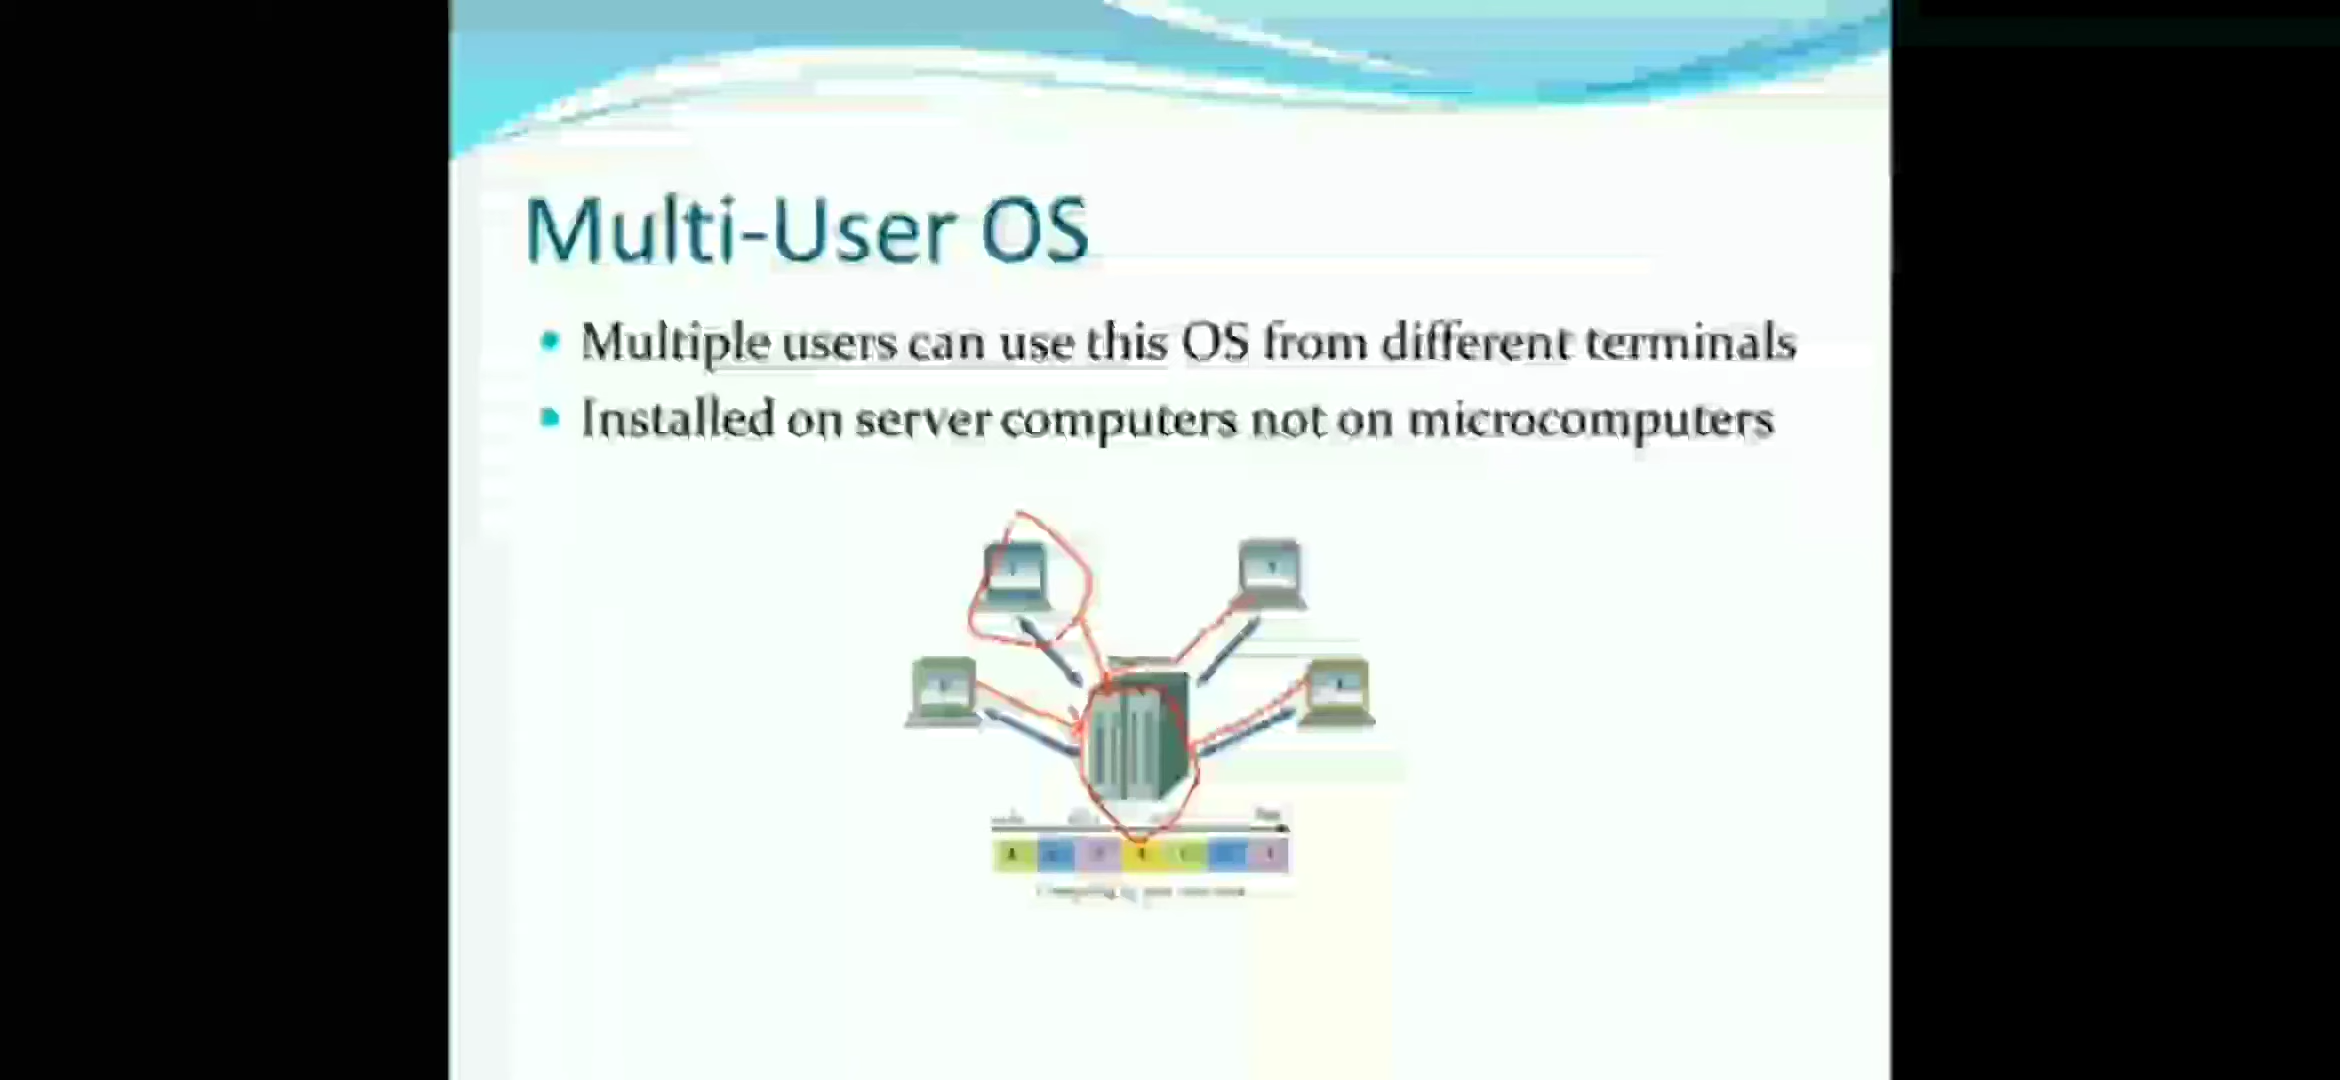 Multi-User OS
Multiple users can use this OS from different terminals
Installed on server computers not on microcomputers